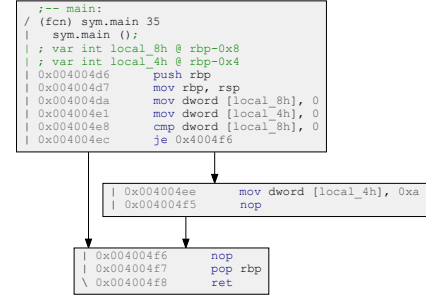 ;-- main:
/ (fcn) sym.main 35
| sym.main ();
| ; var int local_8h @ rbp-0x8
| ; var int local_4h @ rbp-0x4
| 0x004004d6 push rbp
| 0x004004d7 mov rbp, rsp
| 0x004004da mov dword [local_8h], 0
| 0x004004e1 mov dword [local_4h], 0
| 0x004004e8 cmp dword [local_8h], 0
| 0x004004ec je 0x4004f6
| 0x004004ee mov dword [local_4h], 0xa
| 0x004004f5 nop
| 0x004004f6 nop
| 0x004004f7 pop rbp
\ 0x004004f8 ret